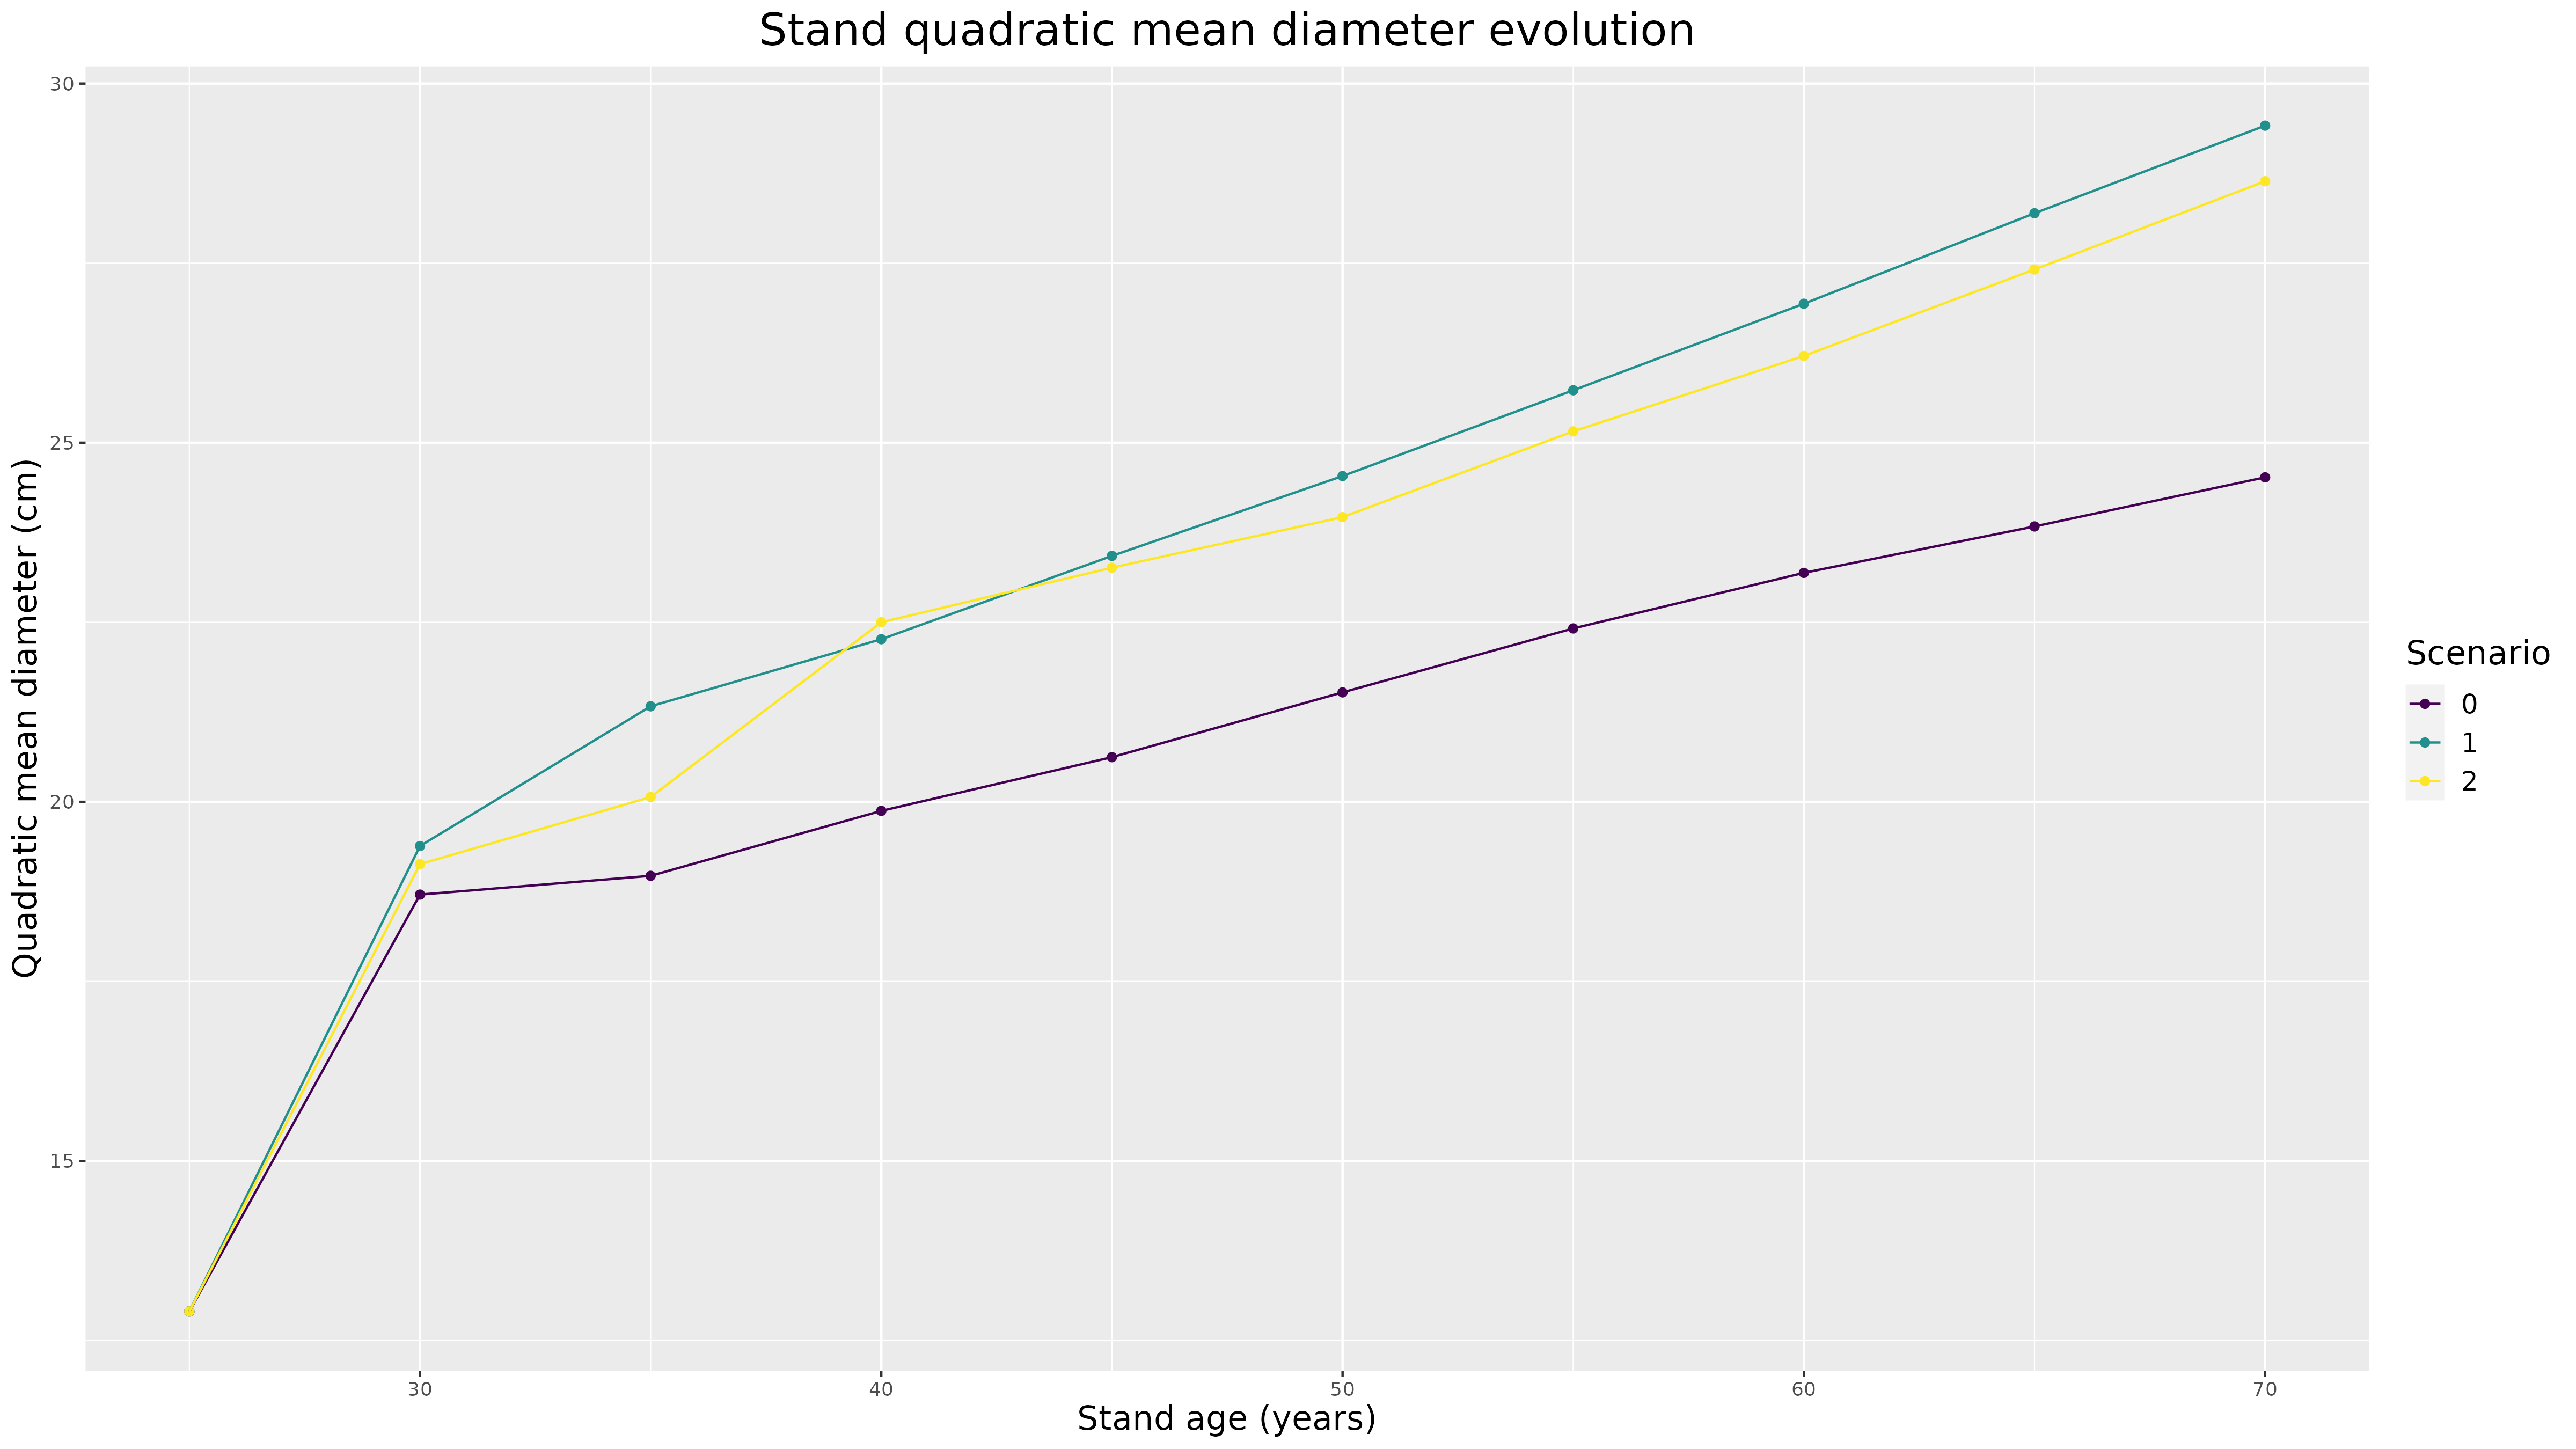 Stand quadratic mean diameter evolution
Quadratic mean diameter (cm)
30
25
20
15
30 40 50 60 70
Stand age (years)
Scenario
0
1
2